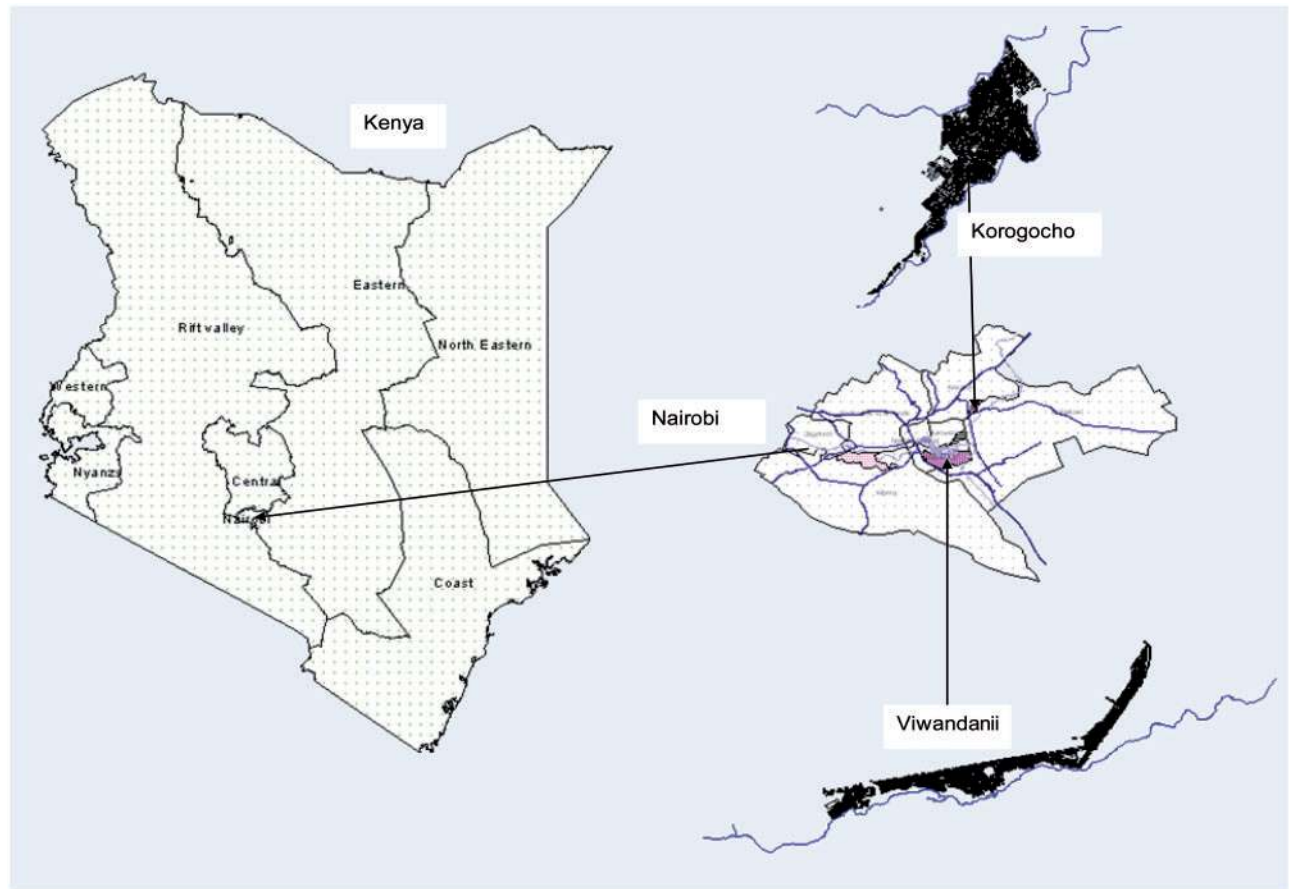 Kenya
Korogocho
Eastern
Rift valley
North Eastern
Western
Nairobi
Nyanza
Central
Nairobi
Coast
Viwandanii